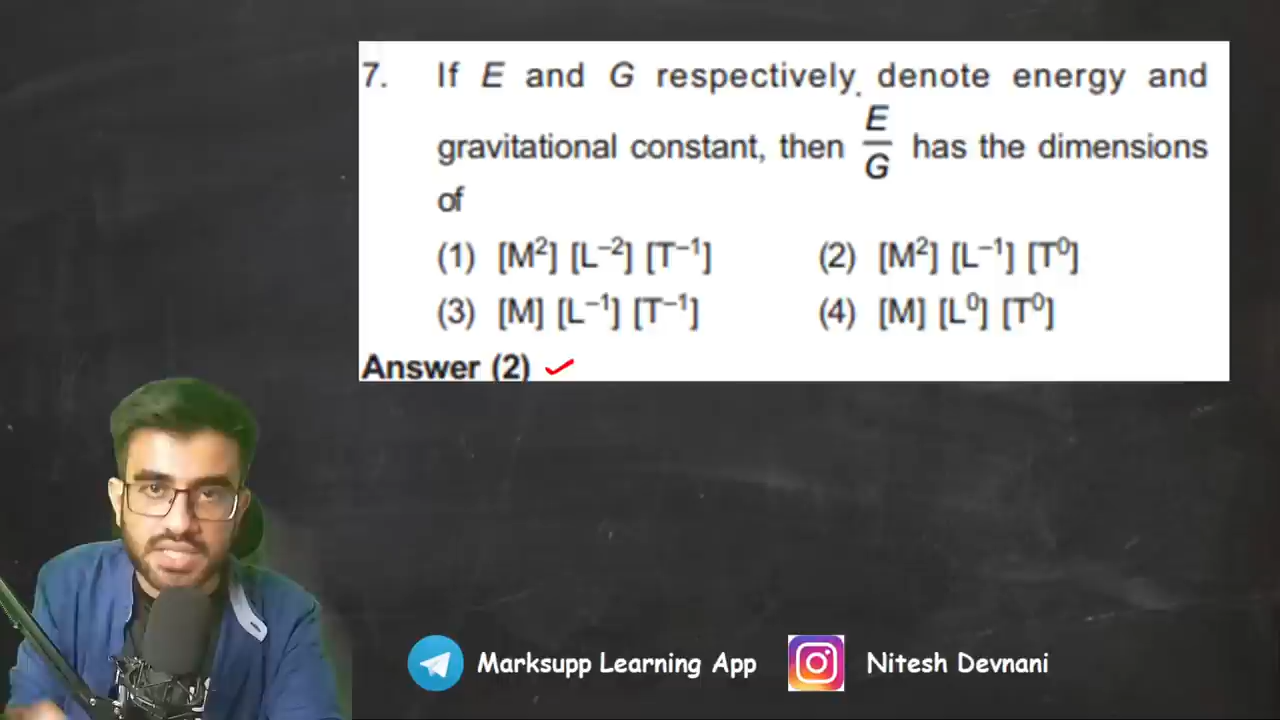 7. If E and G respectively denote energy and
gravitational constant, then E/G has the dimensions
of
(1) [M²] [L⁻²] [T⁻¹] (2) [M²] [L⁻¹] [T⁰]
(3) [M] [L⁻¹] [T⁻¹] (4) [M] [L⁰] [T⁰]
Answer (2)
Marksupp Learning App Nitesh Devnani